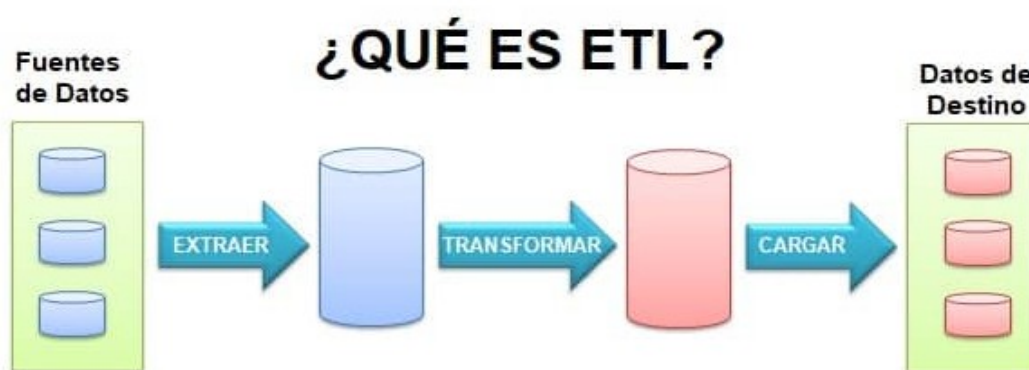 ¿QUÉ ES ETL?
Fuentes
de Datos
EXTRAER
TRANSFORMAR
CARGAR
Datos de
Destino